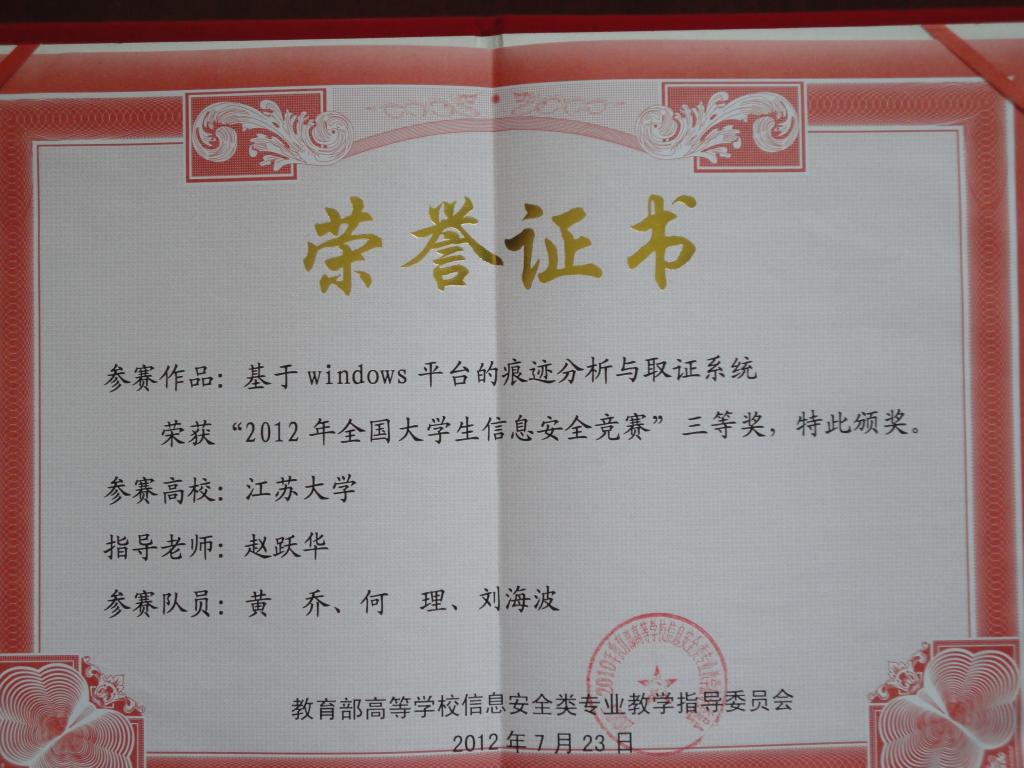 荣誉证书
参赛作品：基于windows平台的痕迹分析与取证系统
荣获“2012年全国大学生信息安全竞赛”三等奖，特此颁奖。
参赛高校：江苏大学
指导老师：赵跃华
参赛队员：黄　乔、何　理、刘海波
教育部高等学校信息安全类专业教学指导委员会
2012年7月23日